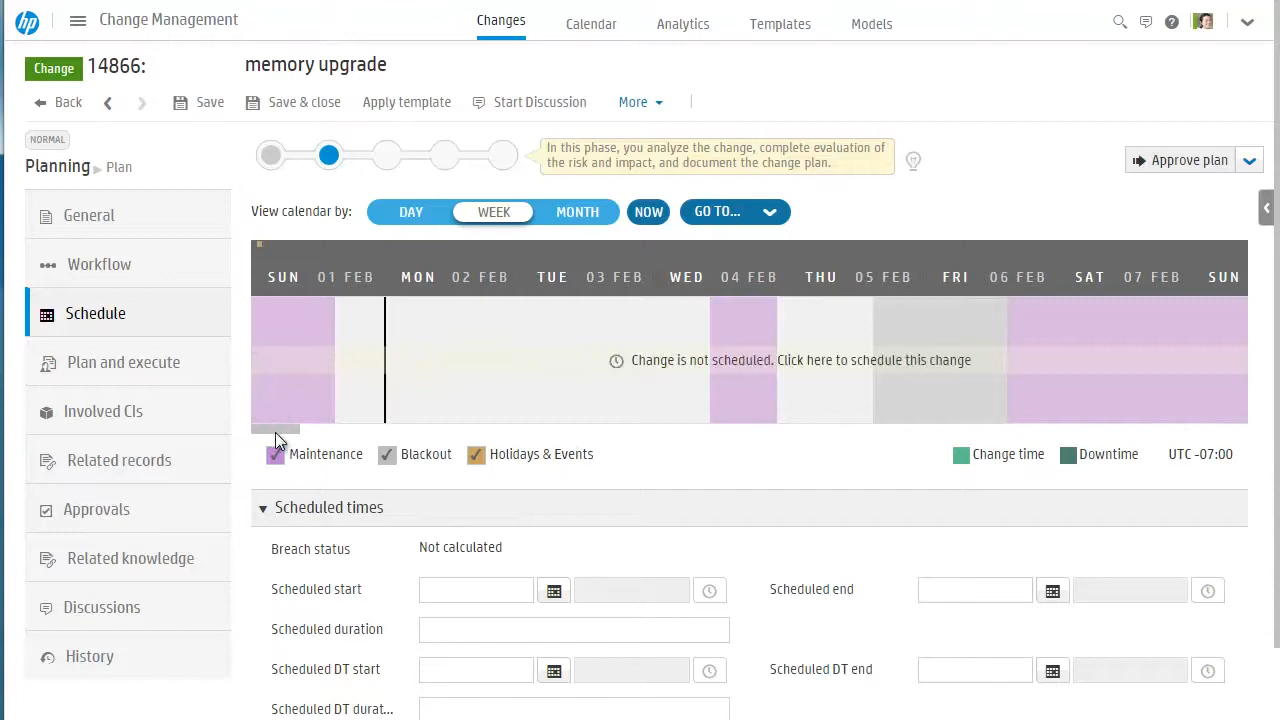 hp
Change Management
Changes
Calendar
Analytics
Templates
Models
Change
14866:
memory upgrade
Back
Save
Save & close
Apply template
Start Discussion
More
NORMAL
Planning
Plan
In this phase, you analyze the change, complete evaluation of
the risk and impact, and document the change plan.
Approve plan
General
Workflow
Schedule
Plan and execute
Involved CIs
Related records
Approvals
Related knowledge
Discussions
History
View calendar by:
DAY
WEEK
MONTH
NOW
GO TO...
SUN 01 FEB MON 02 FEB TUE 03 FEB WED 04 FEB THU 05 FEB FRI 06 FEB SAT 07 FEB SUN
Change is not scheduled. Click here to schedule this change
Maintenance
Blackout
Holidays & Events
Change time
Downtime
UTC -07:00
Scheduled times
Breach status
Not calculated
Scheduled start
Scheduled end
Scheduled duration
Scheduled DT start
Scheduled DT end
Scheduled DT durat...